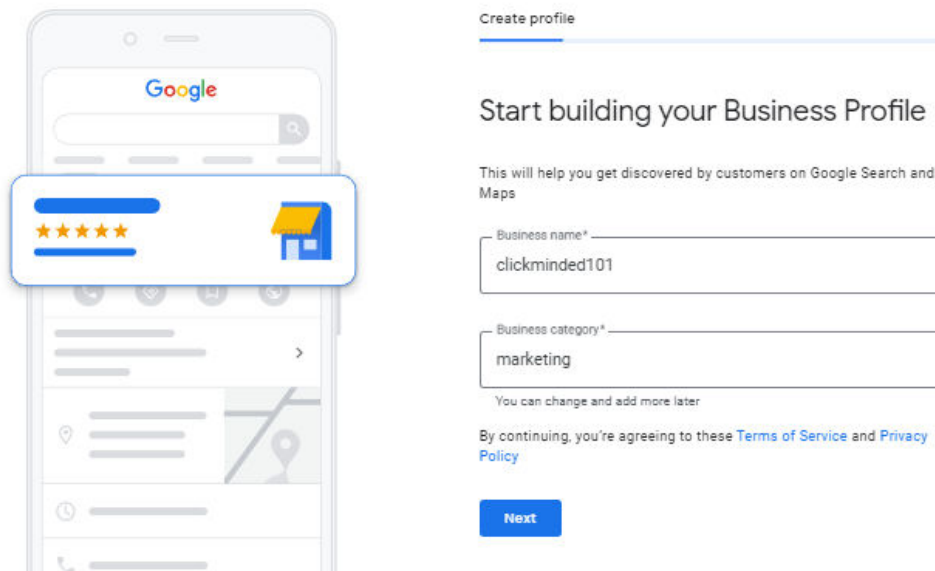 Google
Create profile
Start building your Business Profile
This will help you get discovered by customers on Google Search and
Maps
Business name*
clickminded101
Business category*
marketing
You can change and add more later
By continuing, you're agreeing to these Terms of Service and Privacy
Policy
Next